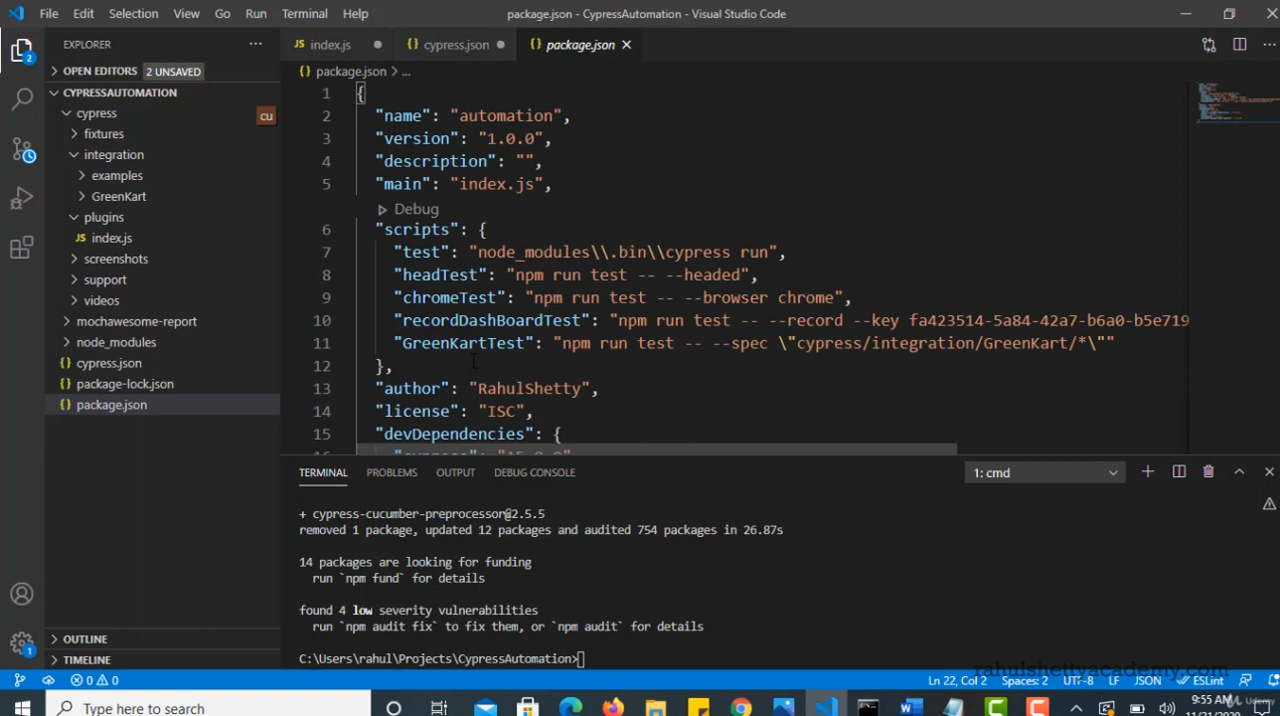 File Edit Selection View Go Run Terminal Help package.json - CypressAutomation - Visual Studio Code
EXPLORER
OPEN EDITORS 2 UNSAVED
CYPRESSAUTOMATION
cypress cu
fixtures
integration
examples
GreenKart
plugins
JS index.js
screenshots
support
videos
mochawesome-report
node_modules
{} cypress.json
{} package-lock.json
{} package.json
OUTLINE
TIMELINE
JS index.js {} cypress.json {} package.json
{} package.json > ...
1 {
2 "name": "automation",
3 "version": "1.0.0",
4 "description": "",
5 "main": "index.js",
Debug
6 "scripts": {
7 "test": "node_modules\\.bin\\cypress run",
8 "headTest": "npm run test -- --headed",
9 "chromeTest": "npm run test -- --browser chrome",
10 "recordDashBoardTest": "npm run test -- --record --key fa423514-5a84-42a7-b6a0-b5e719
11 "GreenKartTest": "npm run test -- --spec \"cypress/integration/GreenKart/*\""
12 },
13 "author": "RahulShetty",
14 "license": "ISC",
15 "devDependencies": {
TERMINAL PROBLEMS OUTPUT DEBUG CONSOLE 1: cmd
+ cypress-cucumber-preprocessor@2.5.5
removed 1 package, updated 12 packages and audited 754 packages in 26.87s
14 packages are looking for funding
run `npm fund` for details
found 4 low severity vulnerabilities
run `npm audit fix` to fix them, or `npm audit` for details
C:\Users\rahul\Projects\CypressAutomation>
rahulshettyacademy.com
0 0 Ln 22, Col 2 Spaces: 2 UTF-8 LF JSON ESLint
Type here to search
9:55 AM
Udemy